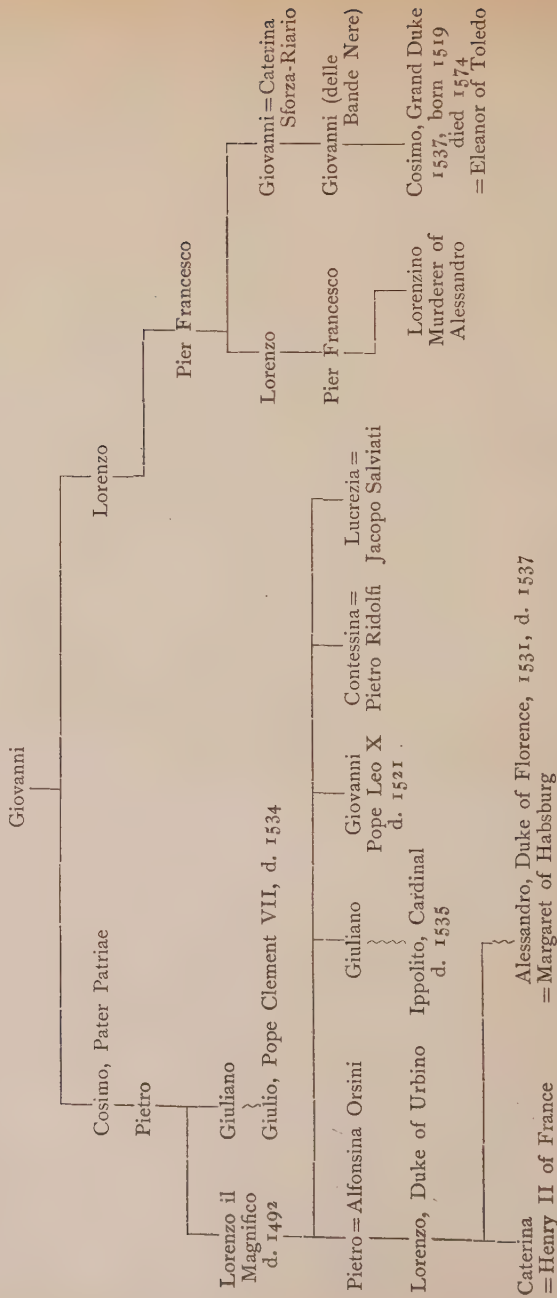 Giovanni
Cosimo, Pater Patriae
Lorenzo
Pietro
Pier Francesco
Lorenzo il
Magnifico
d. 1492
Giuliano
Giulio, Pope Clement VII, d. 1534
Lorenzo
Giovanni = Caterina
Sforza-Riario
Pietro = Alfonsina Orsini
Giuliano
Giovanni
Pope Leo X
d. 1521
Contessina =
Pietro Ridolfi
Lucrezia =
Jacopo Salviati
Pier Francesco
Giovanni (delle
Bande Nere)
Lorenzo, Duke of Urbino
Ippolito, Cardinal
d. 1535
Lorenzino
Murderer of
Alessandro
Cosimo, Grand Duke
1537, born 1519
died 1574
= Eleanor of Toledo
Caterina
= Henry II of France
Alessandro, Duke of Florence, 1531, d. 1537
= Margaret of Habsburg